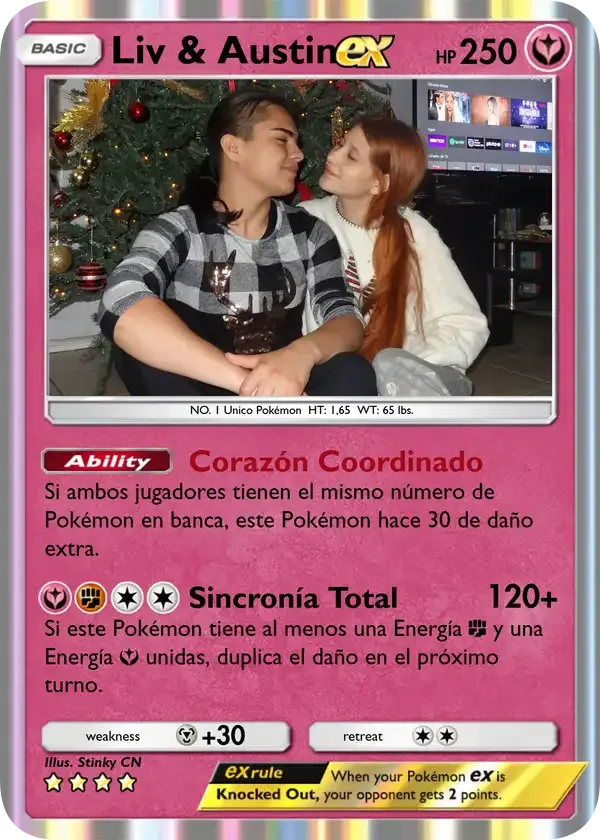 BASIC
Liv & Austin ex
HP 250
NO. 1 Unico Pokémon HT: 1,65 WT: 65 lbs.
Ability Corazón Coordinado
Si ambos jugadores tienen el mismo número de
Pokémon en banca, este Pokémon hace 30 de daño
extra.
Sincronía Total 120+
Si este Pokémon tiene al menos una Energía y una
Energía unidas, duplica el daño en el próximo
turno.
weakness +30
retreat
Illus. Stinky CN
ex rule When your Pokémon ex is
Knocked Out, your opponent gets 2 points.